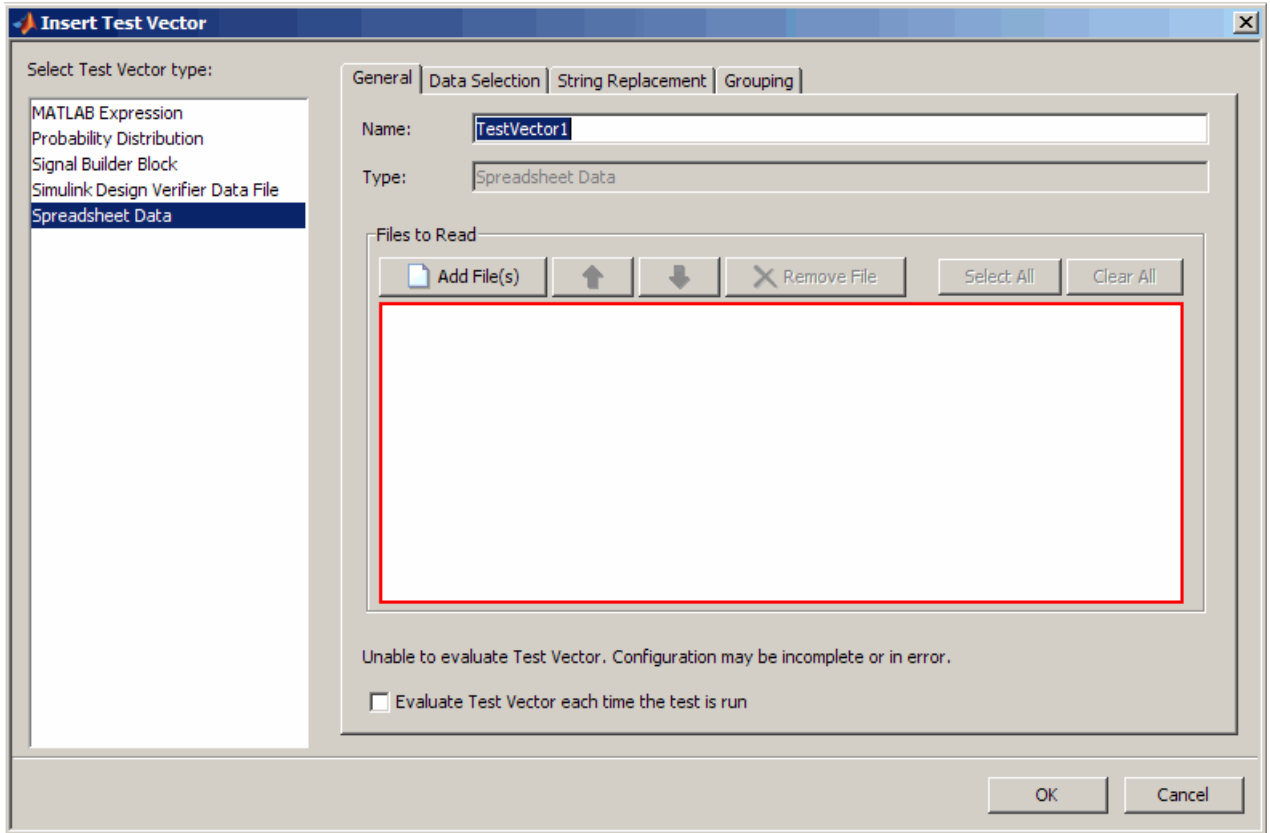 Insert Test Vector
Select Test Vector type:
MATLAB Expression
Probability Distribution
Signal Builder Block
Simulink Design Verifier Data File
Spreadsheet Data
General Data Selection String Replacement Grouping
Name: TestVector1
Type: Spreadsheet Data
Files to Read
Add File(s) Remove File Select All Clear All
Unable to evaluate Test Vector. Configuration may be incomplete or in error.
Evaluate Test Vector each time the test is run
OK Cancel